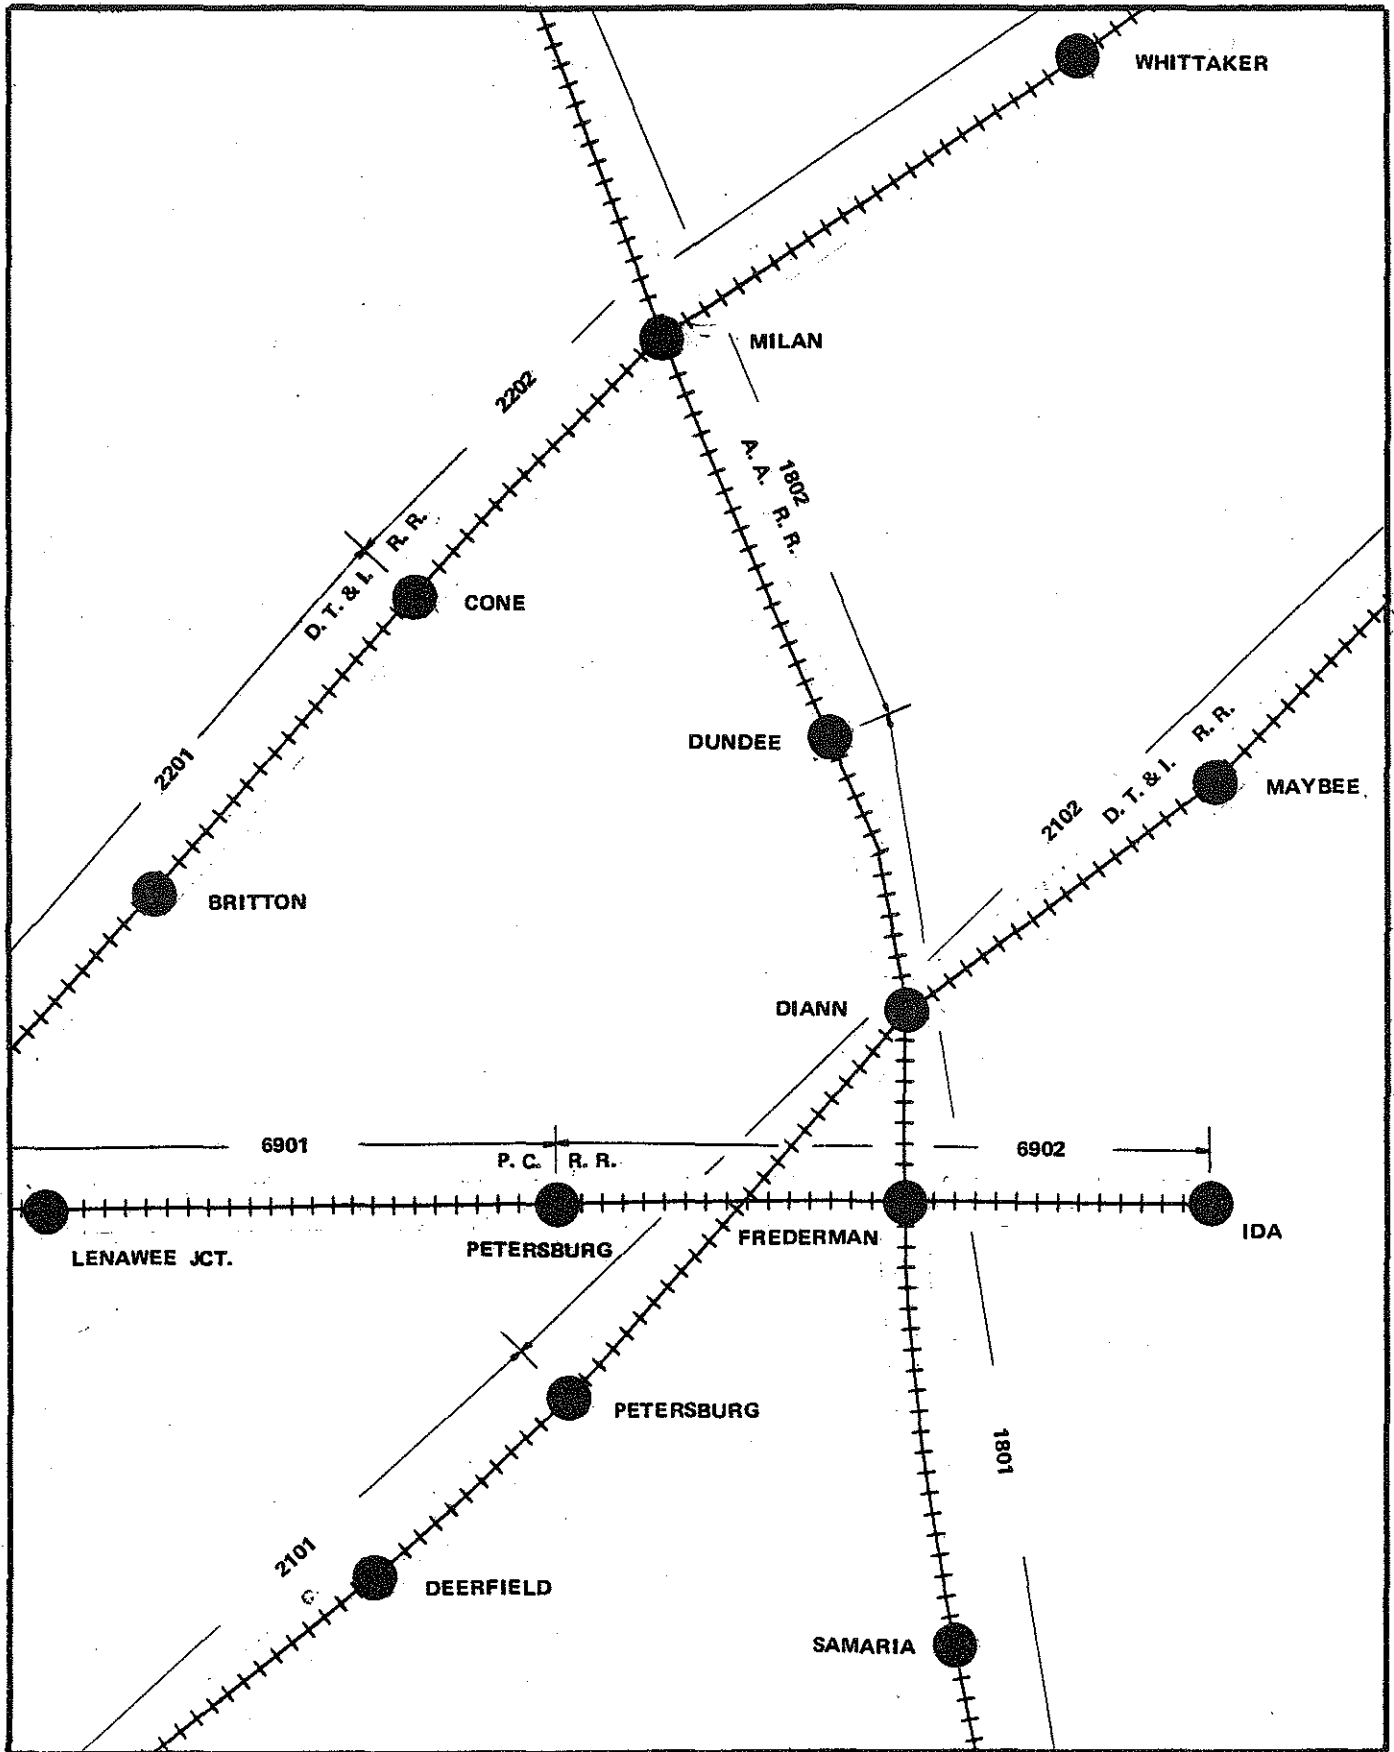 WHITTAKER
MILAN
2202
1802
A. A. R. R.
D. T. & I. R. R.
CONE
DUNDEE
2201
2102
D. T. & I. R. R.
MAYBEE
BRITTON
DIANN
6901
6902
P. C. R. R.
LENAWEE JCT.
PETERSBURG
FREDERMAN
IDA
PETERSBURG
1801
2101
DEERFIELD
SAMARIA